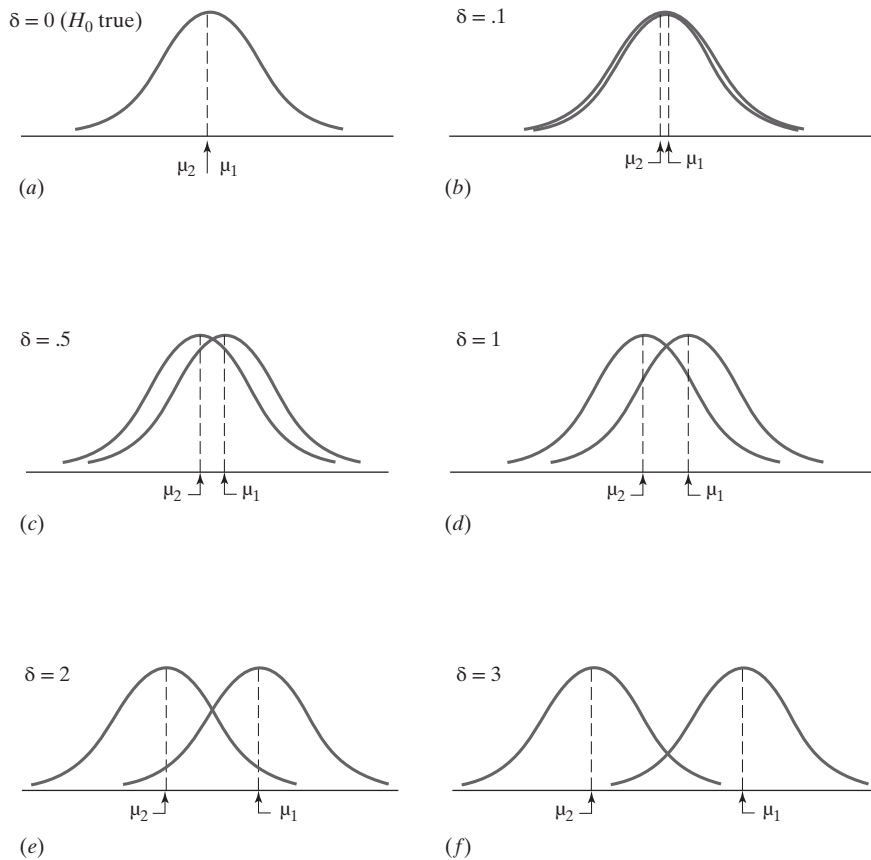 δ = 0 (H₀ true)
μ₂ μ₁
(a)
δ = .1
μ₂ μ₁
(b)
δ = .5
μ₂ μ₁
(c)
δ = 1
μ₂ μ₁
(d)
δ = 2
μ₂ μ₁
(e)
δ = 3
μ₂ μ₁
(f)